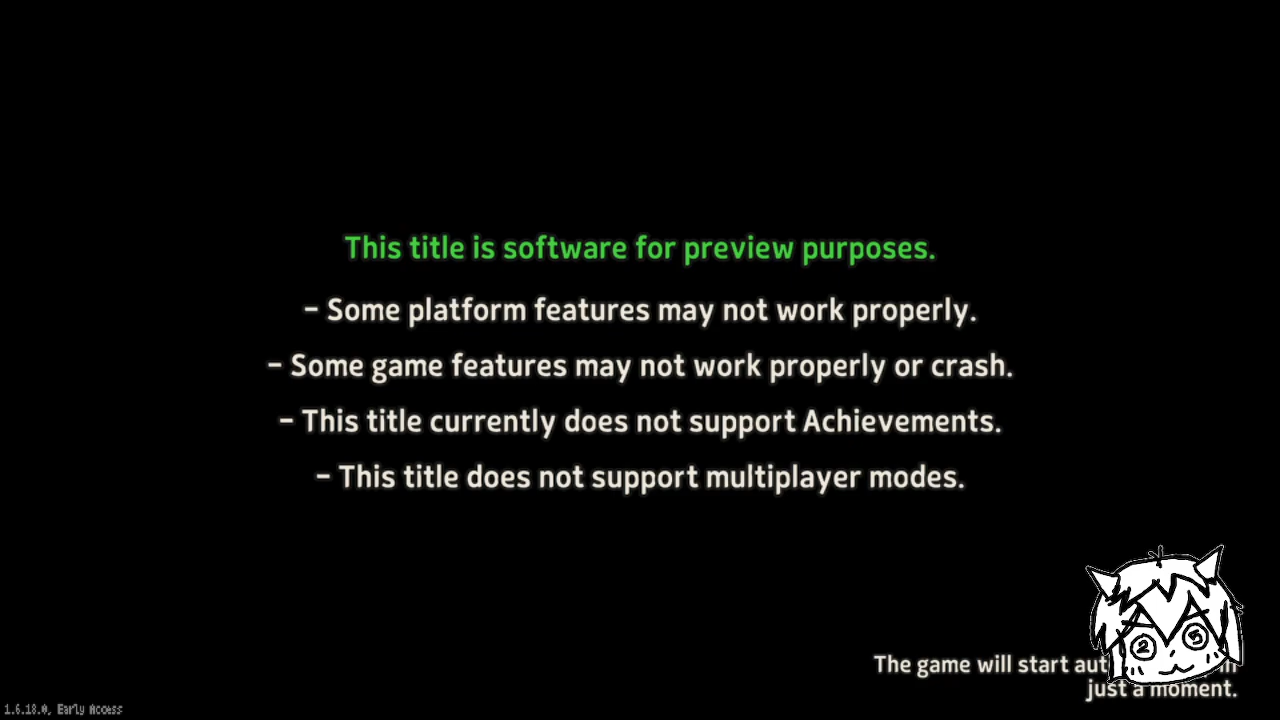 This title is software for preview purposes.
- Some platform features may not work properly.
- Some game features may not work properly or crash.
- This title currently does not support Achievements.
- This title does not support multiplayer modes.
The game will start
just a moment.
1.6.18.0, Early Access
2 5